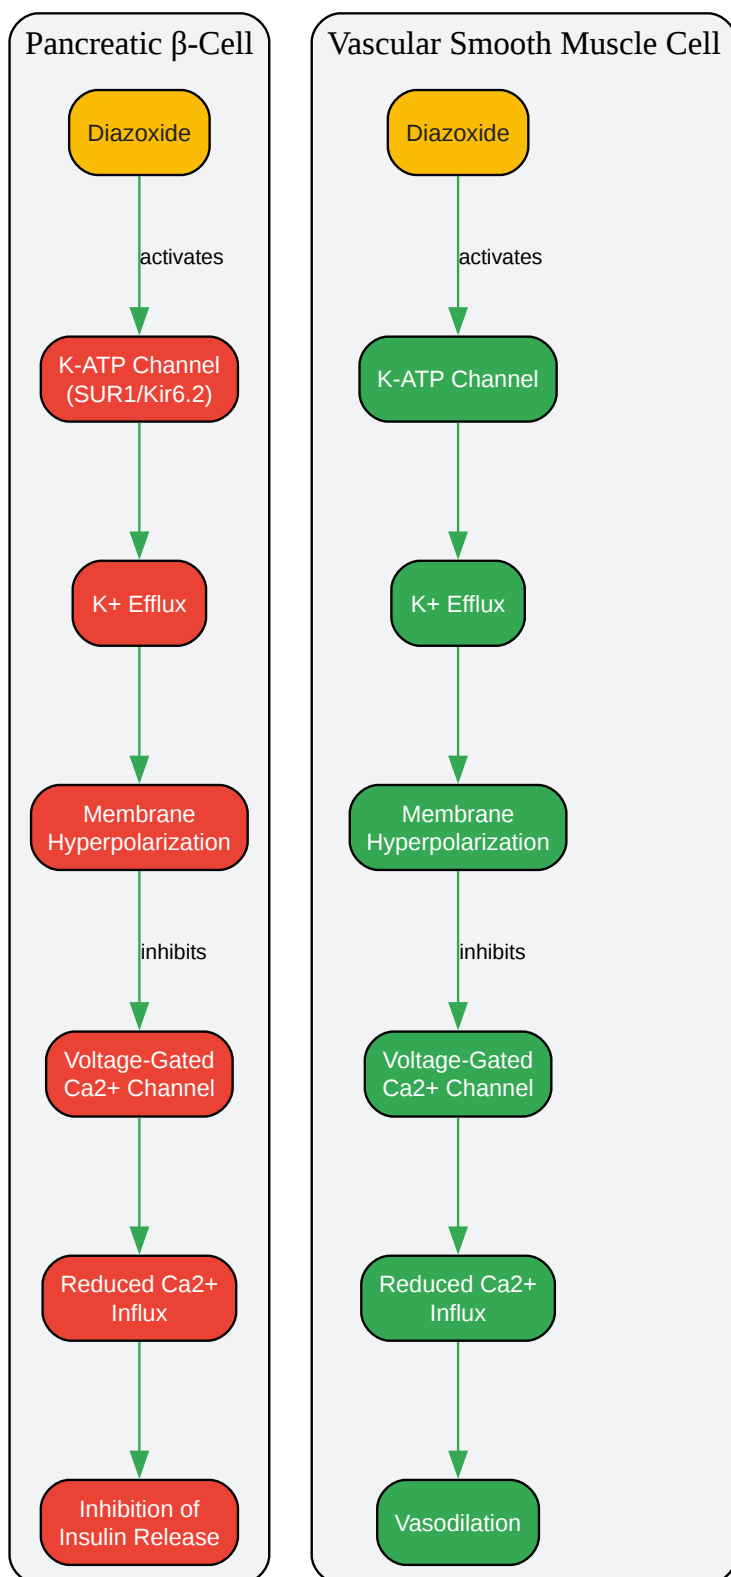 Pancreatic β-Cell
Diazoxide
activates
K-ATP Channel
(SUR1/Kir6.2)
K+ Efflux
Membrane
Hyperpolarization
inhibits
Voltage-Gated
Ca2+ Channel
Reduced Ca2+
Influx
Inhibition of
Insulin Release
Vascular Smooth Muscle Cell
Diazoxide
activates
K-ATP Channel
K+ Efflux
Membrane
Hyperpolarization
inhibits
Voltage-Gated
Ca2+ Channel
Reduced Ca2+
Influx
Vasodilation